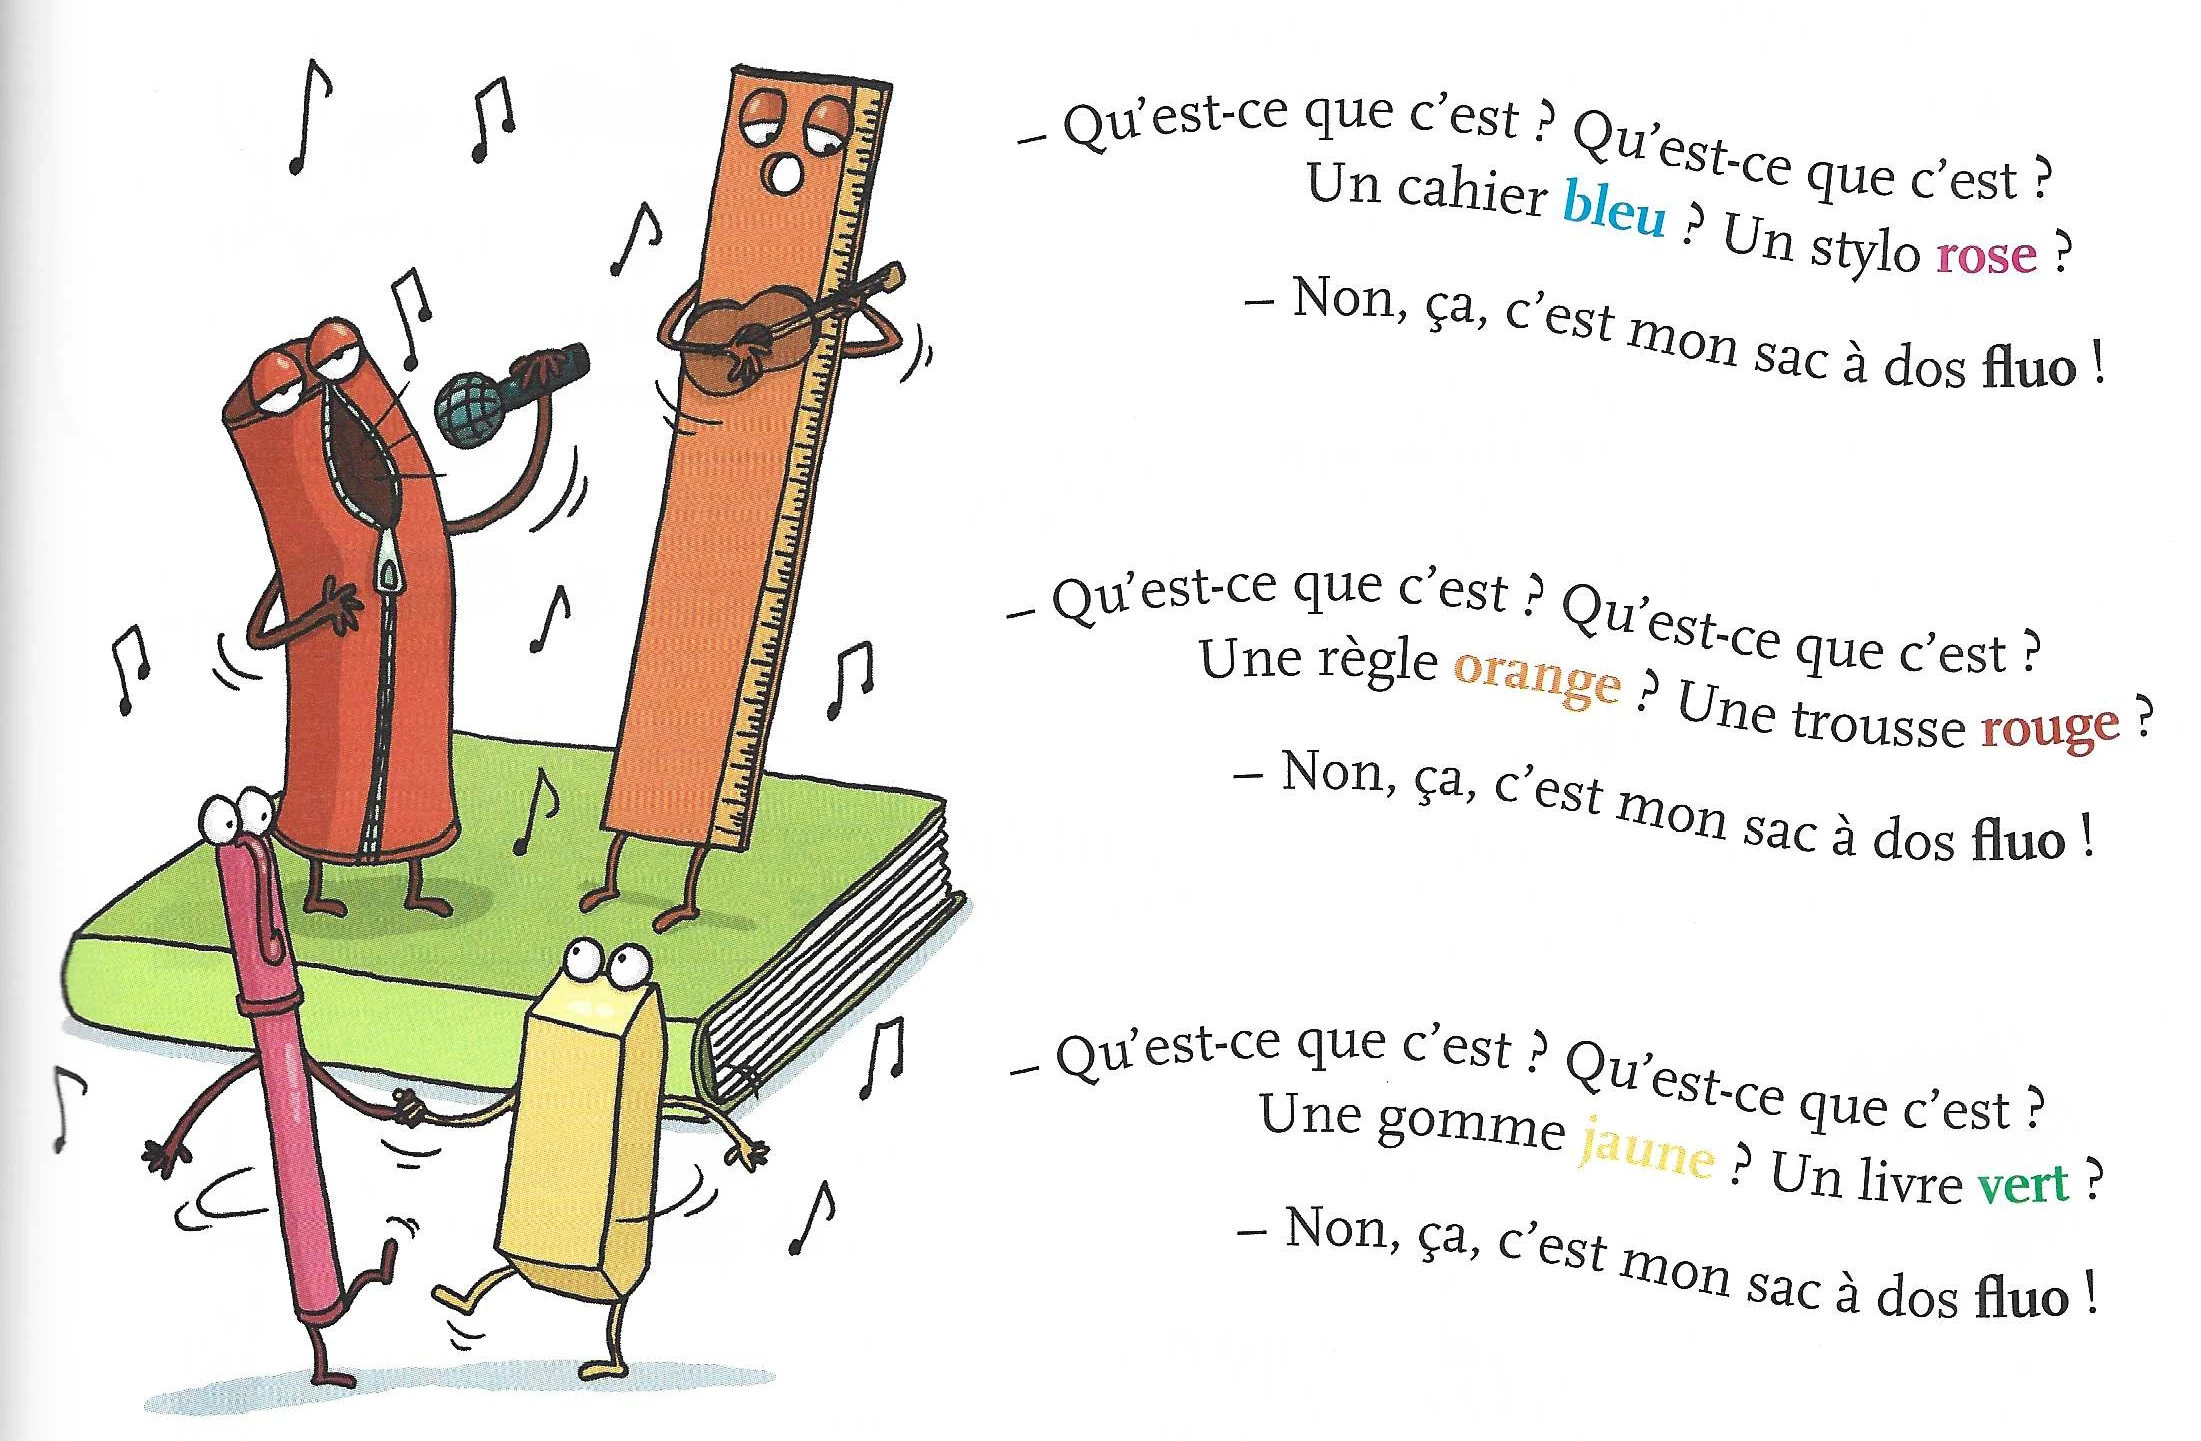 – Qu'est-ce que c'est ? Qu'est-ce que c'est ?
Un cahier bleu ? Un stylo rose ?
– Non, ça, c'est mon sac à dos fluo !
– Qu'est-ce que c'est ? Qu'est-ce que c'est ?
Une règle orange ? Une trousse rouge ?
– Non, ça, c'est mon sac à dos fluo !
– Qu'est-ce que c'est ? Qu'est-ce que c'est ?
Une gomme jaune ? Un livre vert ?
– Non, ça, c'est mon sac à dos fluo !